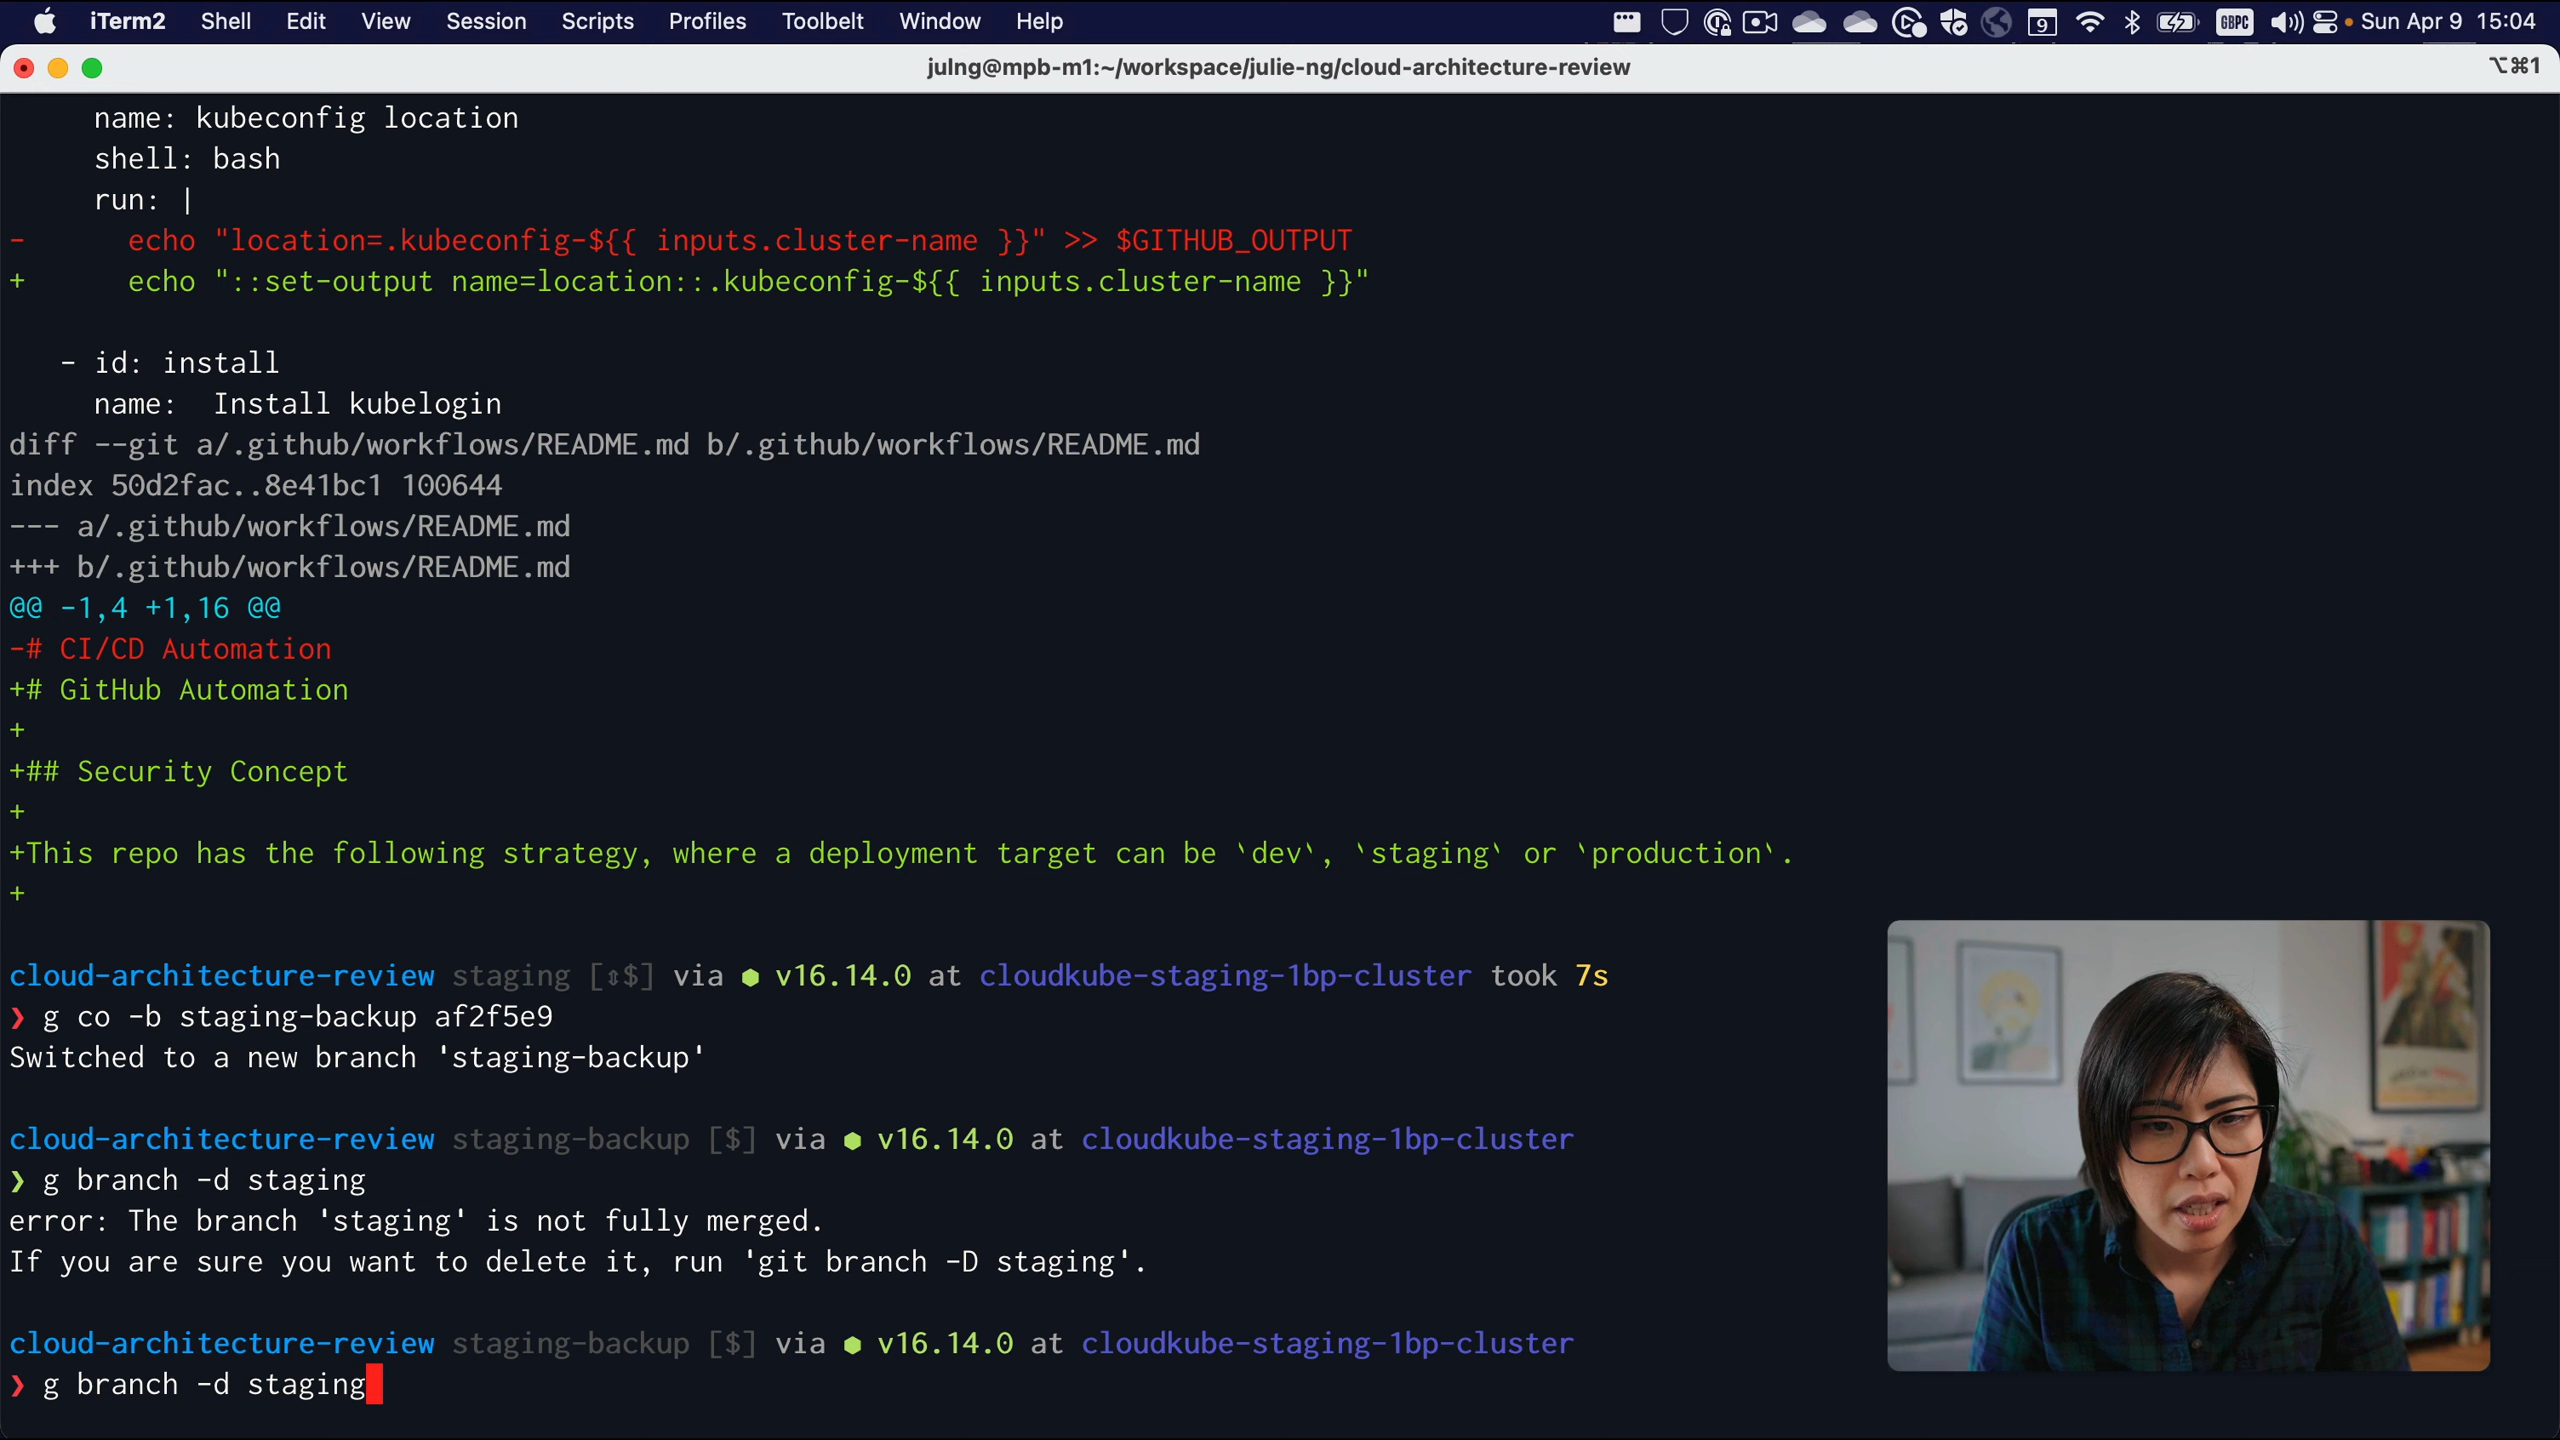 iTerm2 Shell Edit View Session Scripts Profiles Toolbelt Window Help 9 GBPC Sun Apr 9 15:04
julng@mpb-m1:~/workspace/julie-ng/cloud-architecture-review ⌥⌘1
name: kubeconfig location
shell: bash
run: |
- echo "location=.kubeconfig-${{ inputs.cluster-name }}" >> $GITHUB_OUTPUT
+ echo "::set-output name=location::.kubeconfig-${{ inputs.cluster-name }}"
- id: install
name:  Install kubelogin
diff --git a/.github/workflows/README.md b/.github/workflows/README.md
index 50d2fac..8e41bc1 100644
--- a/.github/workflows/README.md
+++ b/.github/workflows/README.md
@@ -1,4 +1,16 @@
-# CI/CD Automation
+# GitHub Automation
+
+## Security Concept
+
+This repo has the following strategy, where a deployment target can be `dev`, `staging` or `production`.
+
cloud-architecture-review staging [⇕$] via ⬢ v16.14.0 at cloudkube-staging-1bp-cluster took 7s
❯ g co -b staging-backup af2f5e9
Switched to a new branch 'staging-backup'
cloud-architecture-review staging-backup [$] via ⬢ v16.14.0 at cloudkube-staging-1bp-cluster
❯ g branch -d staging
error: The branch 'staging' is not fully merged.
If you are sure you want to delete it, run 'git branch -D staging'.
cloud-architecture-review staging-backup [$] via ⬢ v16.14.0 at cloudkube-staging-1bp-cluster
❯ g branch -d staging